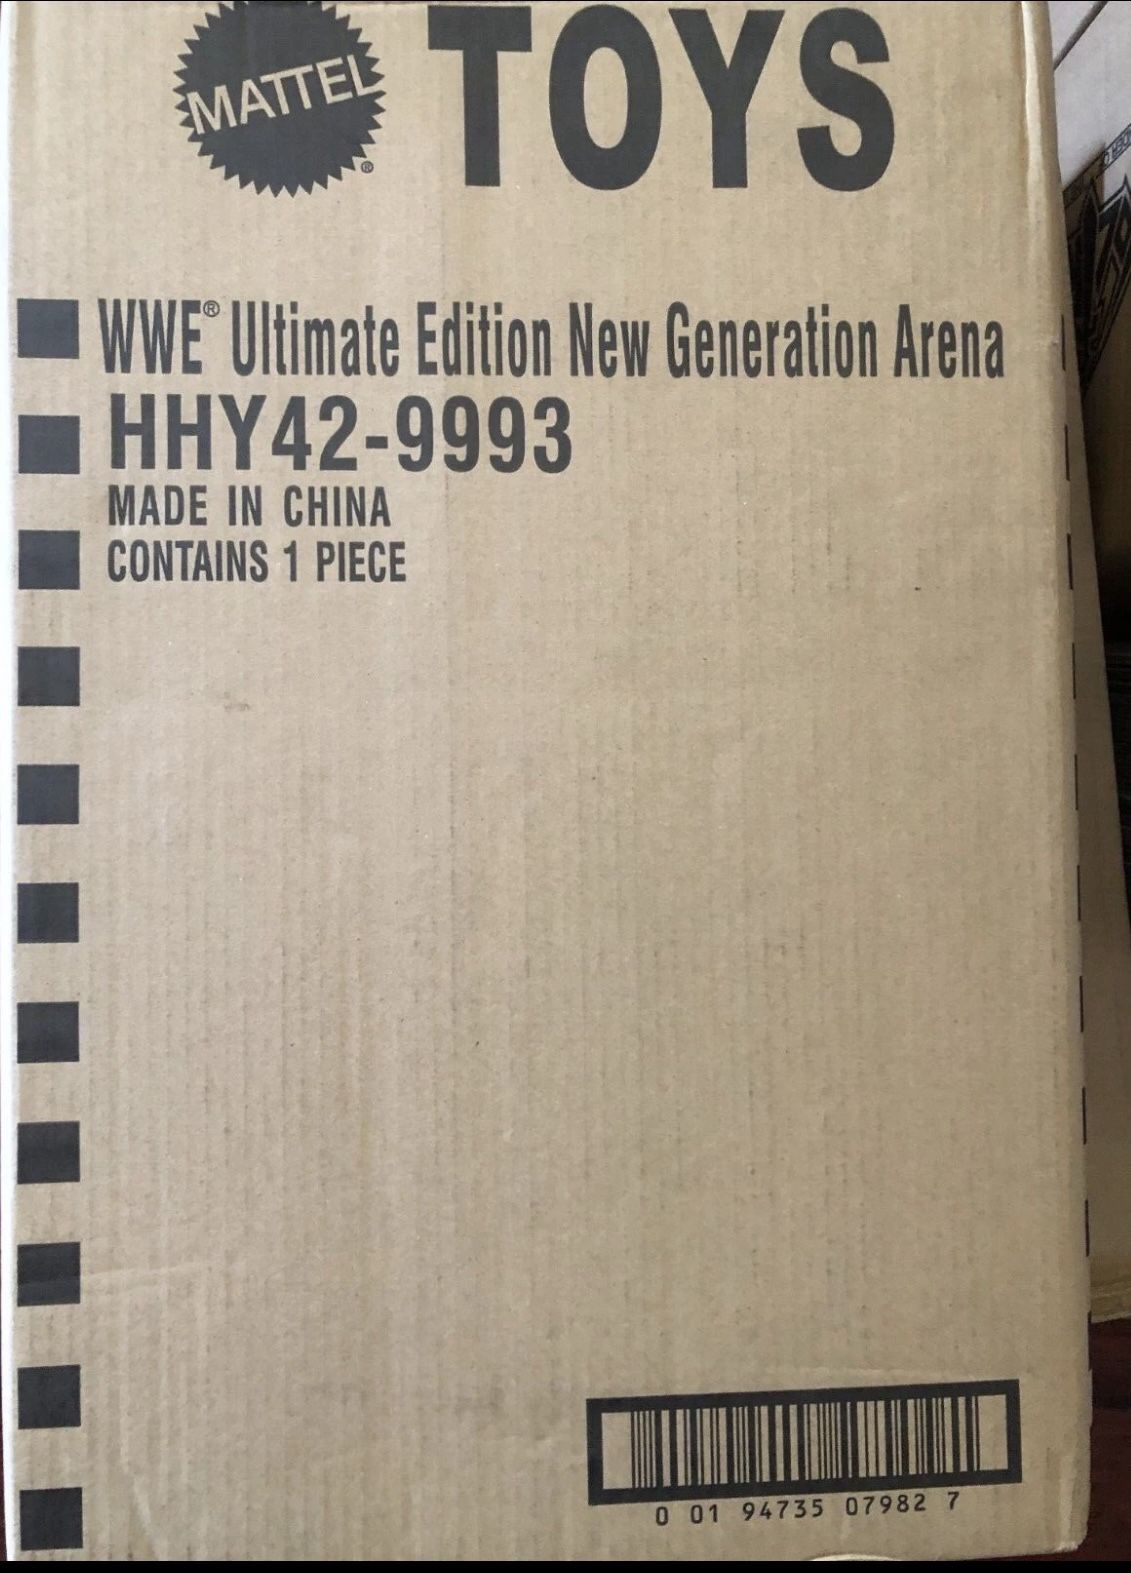 MATTEL® TOYS
WWE® Ultimate Edition New Generation Arena
HHY42-9993
MADE IN CHINA
CONTAINS 1 PIECE
0 01 94735 07982 7